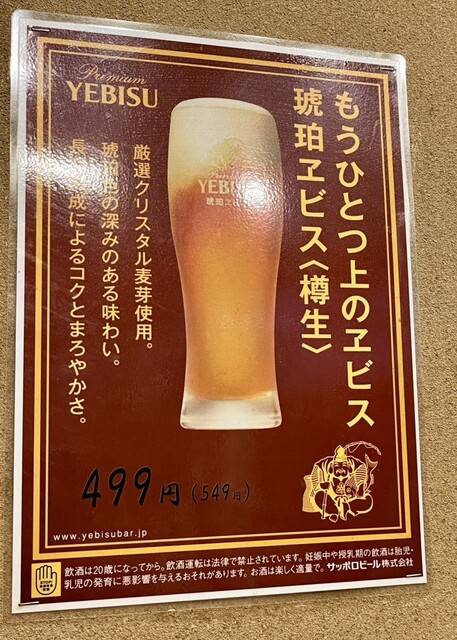 Premium
YEBISU
もうひとつ上のヱビス
琥珀ヱビス〈樽生〉
YEBISU
琥珀ヱビス
厳選クリスタル麦芽使用。
琥珀色の深みのある味わい。
長期熟成によるコクとまろやかさ。
499円(549円)
www.yebisubar.jp
飲酒は20歳になってから。飲酒運転は法律で禁止されています。妊娠中や授乳期の飲酒は胎児・
乳児の発育に悪影響を与えるおそれがあります。お酒は楽しく適量で。サッポロビール株式会社